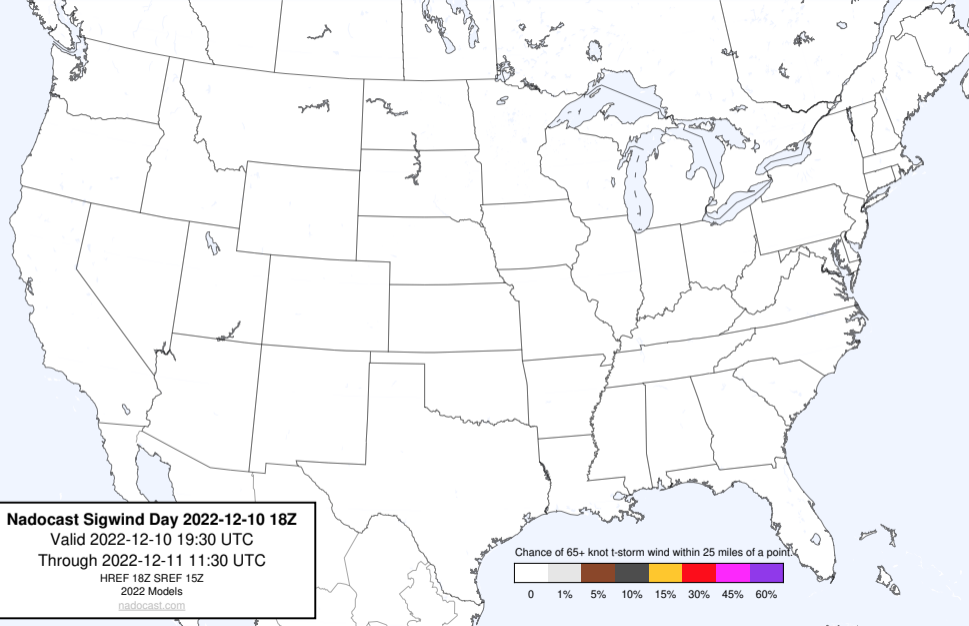 Nadocast Sigwind Day 2022-12-10 18Z
Valid 2022-12-10 19:30 UTC
Through 2022-12-11 11:30 UTC
HREF 18Z SREF 15Z
2022 Models
nadocast.com
Chance of 65+ knot t-storm wind within 25 miles of a point.
0 1% 5% 10% 15% 30% 45% 60%